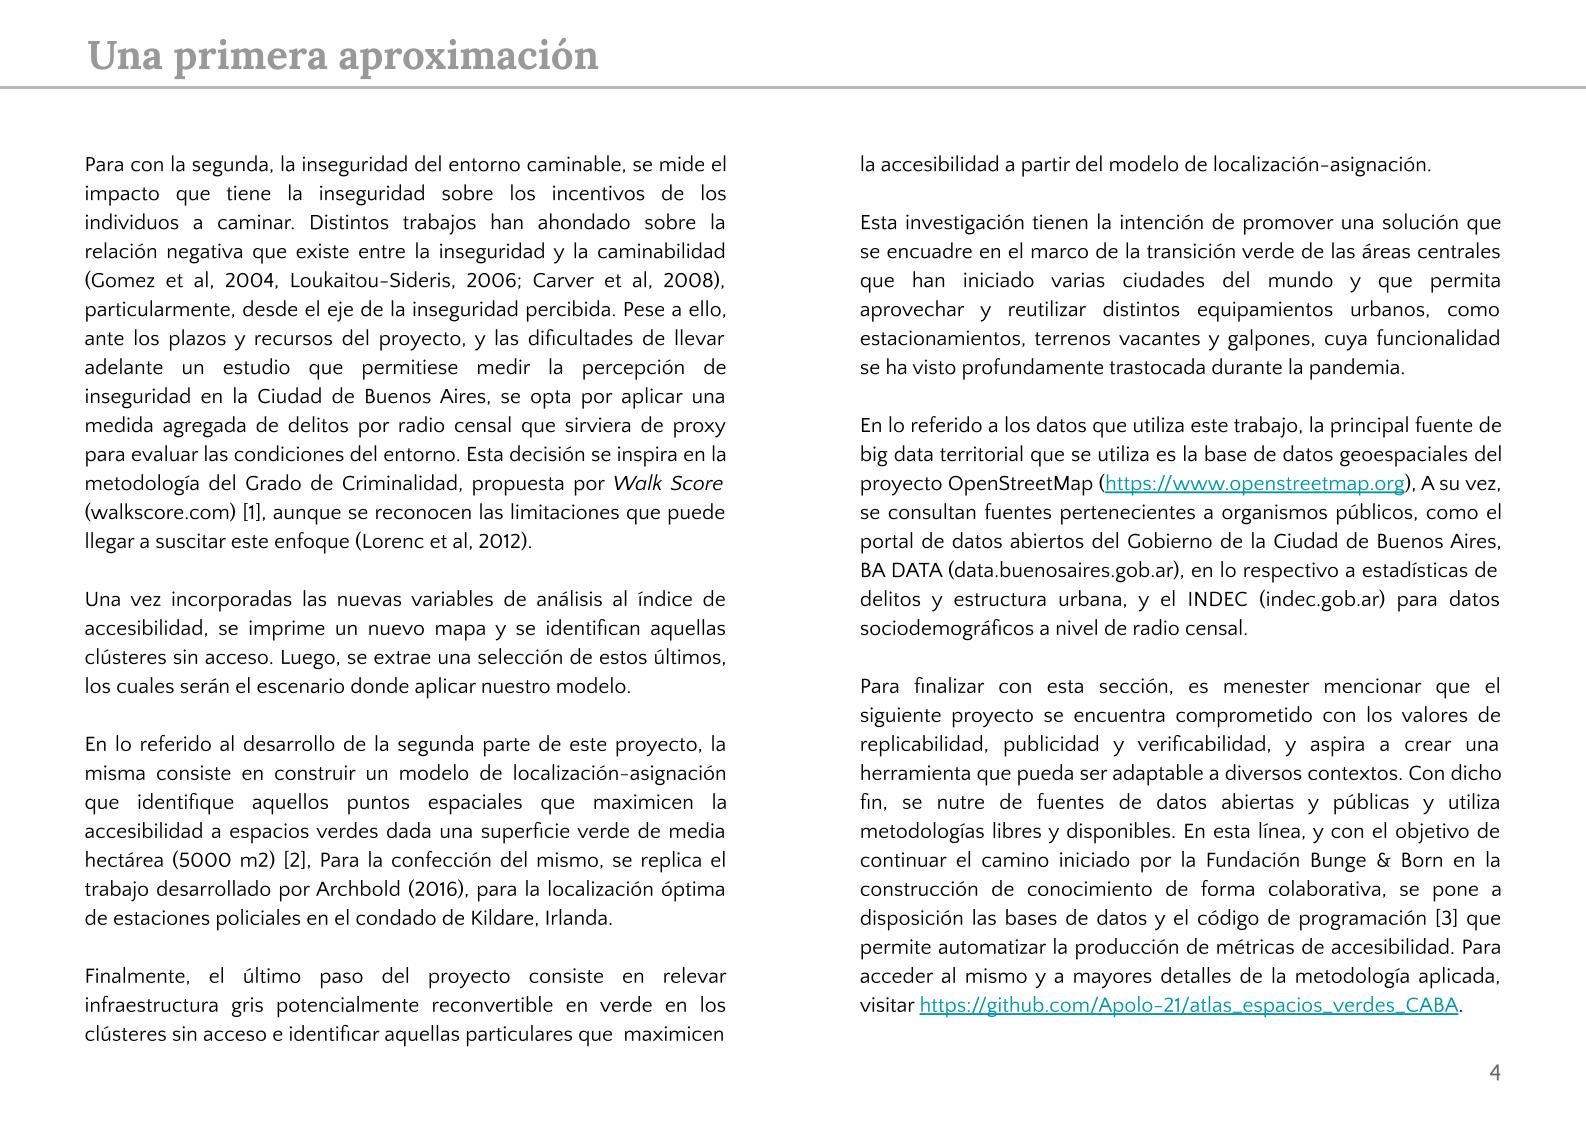 Una primera aproximación
Para con la segunda, la inseguridad del entorno caminable, se mide el
impacto que tiene la inseguridad sobre los incentivos de los
individuos a caminar. Distintos trabajos han ahondado sobre la
relación negativa que existe entre la inseguridad y la caminabilidad
(Gomez et al, 2004, Loukaitou-Sideris, 2006; Carver et al, 2008),
particularmente, desde el eje de la inseguridad percibida. Pese a ello,
ante los plazos y recursos del proyecto, y las dificultades de llevar
adelante un estudio que permitiese medir la percepción de
inseguridad en la Ciudad de Buenos Aires, se opta por aplicar una
medida agregada de delitos por radio censal que sirviera de proxy
para evaluar las condiciones del entorno. Esta decisión se inspira en la
metodología del Grado de Criminalidad, propuesta por Walk Score
(walkscore.com) [1], aunque se reconocen las limitaciones que puede
llegar a suscitar este enfoque (Lorenc et al, 2012).
Una vez incorporadas las nuevas variables de análisis al índice de
accesibilidad, se imprime un nuevo mapa y se identifican aquellas
clústeres sin acceso. Luego, se extrae una selección de estos últimos,
los cuales serán el escenario donde aplicar nuestro modelo.
En lo referido al desarrollo de la segunda parte de este proyecto, la
misma consiste en construir un modelo de localización-asignación
que identifique aquellos puntos espaciales que maximicen la
accesibilidad a espacios verdes dada una superficie verde de media
hectárea (5000 m2) [2], Para la confección del mismo, se replica el
trabajo desarrollado por Archbold (2016), para la localización óptima
de estaciones policiales en el condado de Kildare, Irlanda.
Finalmente, el último paso del proyecto consiste en relevar
infraestructura gris potencialmente reconvertible en verde en los
clústeres sin acceso e identificar aquellas particulares que maximicen
la accesibilidad a partir del modelo de localización-asignación.
Esta investigación tienen la intención de promover una solución que
se encuadre en el marco de la transición verde de las áreas centrales
que han iniciado varias ciudades del mundo y que permita
aprovechar y reutilizar distintos equipamientos urbanos, como
estacionamientos, terrenos vacantes y galpones, cuya funcionalidad
se ha visto profundamente trastocada durante la pandemia.
En lo referido a los datos que utiliza este trabajo, la principal fuente de
big data territorial que se utiliza es la base de datos geoespaciales del
proyecto OpenStreetMap (https://www.openstreetmap.org), A su vez,
se consultan fuentes pertenecientes a organismos públicos, como el
portal de datos abiertos del Gobierno de la Ciudad de Buenos Aires,
BA DATA (data.buenosaires.gob.ar), en lo respectivo a estadísticas de
delitos y estructura urbana, y el INDEC (indec.gob.ar) para datos
sociodemográficos a nivel de radio censal.
Para finalizar con esta sección, es menester mencionar que el
siguiente proyecto se encuentra comprometido con los valores de
replicabilidad, publicidad y verificabilidad, y aspira a crear una
herramienta que pueda ser adaptable a diversos contextos. Con dicho
fin, se nutre de fuentes de datos abiertas y públicas y utiliza
metodologías libres y disponibles. En esta línea, y con el objetivo de
continuar el camino iniciado por la Fundación Bunge & Born en la
construcción de conocimiento de forma colaborativa, se pone a
disposición las bases de datos y el código de programación [3] que
permite automatizar la producción de métricas de accesibilidad. Para
acceder al mismo y a mayores detalles de la metodología aplicada,
visitar https://github.com/Apolo-21/atlas_espacios_verdes_CABA.
4